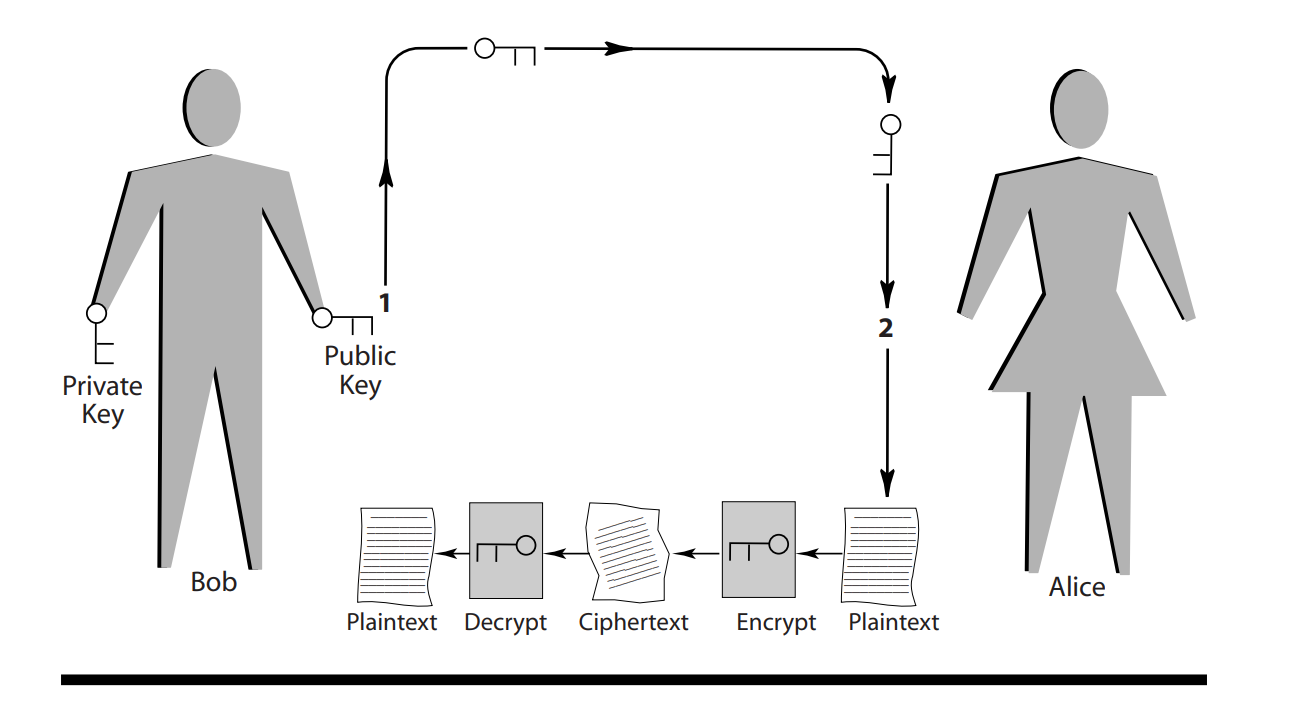 1
2
Public
Key
Private
Key
Bob
Alice
Plaintext
Decrypt
Ciphertext
Encrypt
Plaintext